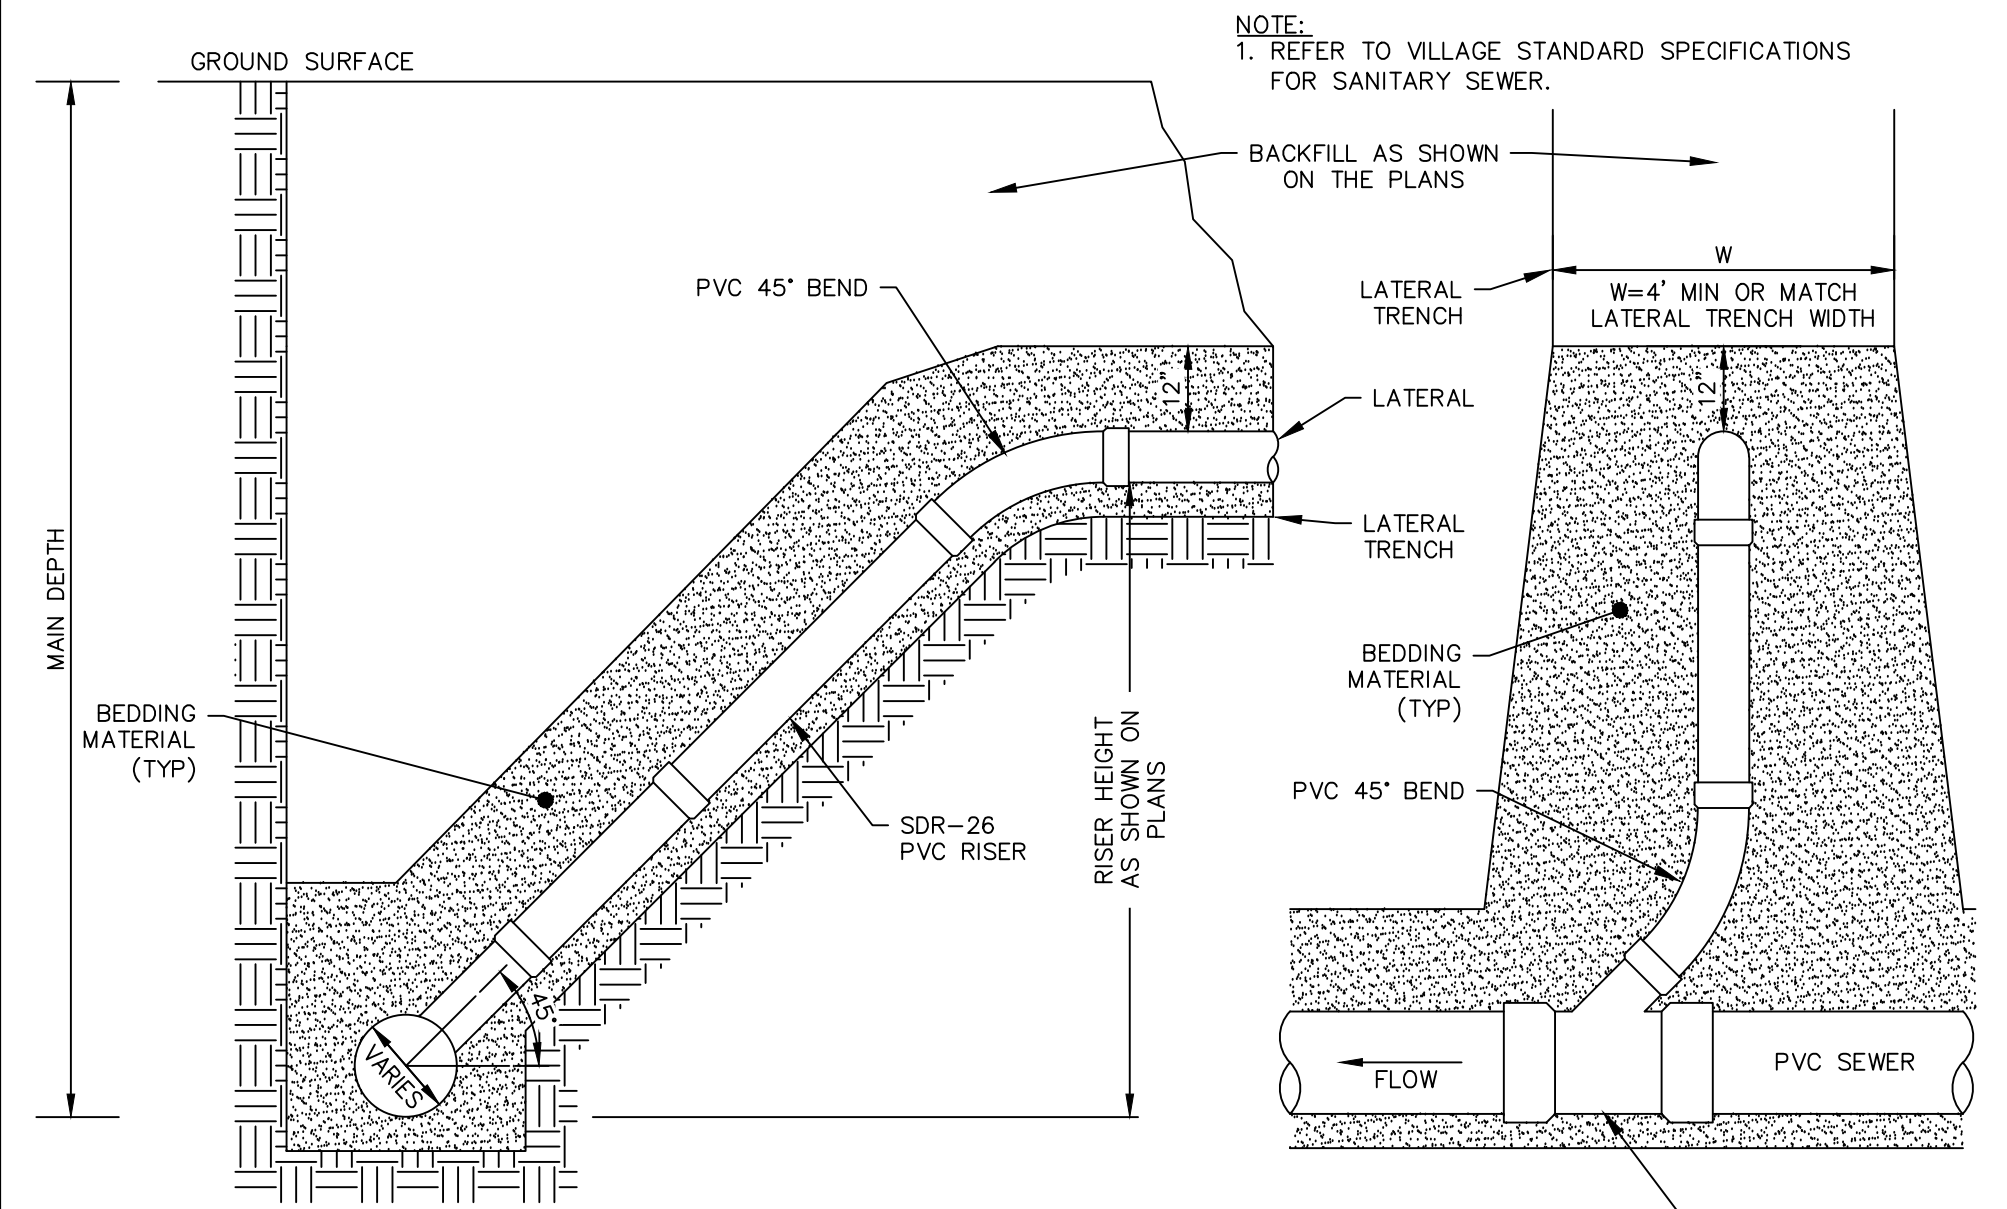 NOTE:
1. REFER TO VILLAGE STANDARD SPECIFICATIONS
FOR SANITARY SEWER.
GROUND SURFACE
BACKFILL AS SHOWN
ON THE PLANS
W
PVC 45° BEND
LATERAL
TRENCH
W=4' MIN OR MATCH
LATERAL TRENCH WIDTH
12"
12"
LATERAL
LATERAL
TRENCH
MAIN DEPTH
BEDDING
MATERIAL
(TYP)
BEDDING
MATERIAL
(TYP)
RISER HEIGHT
AS SHOWN ON
PLANS
PVC 45° BEND
SDR-26
PVC RISER
45°
VARIES
FLOW
PVC SEWER